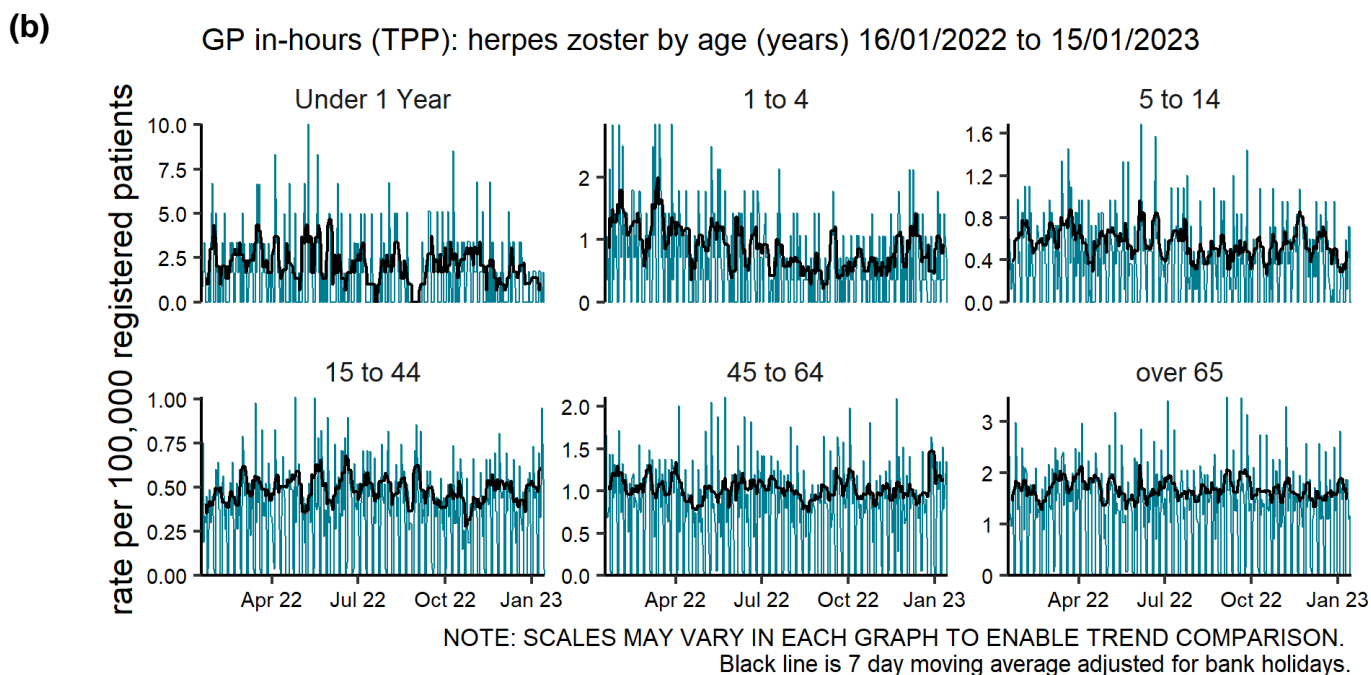 (b)
GP in-hours (TPP): herpes zoster by age (years) 16/01/2022 to 15/01/2023
rate per 100,000 registered patients
Under 1 Year
10.0
7.5
5.0
2.5
0.0
1 to 4
2
1
0
5 to 14
1.6
1.2
0.8
0.4
0.0
15 to 44
1.00
0.75
0.50
0.25
0.00
Apr 22 Jul 22 Oct 22 Jan 23
45 to 64
2.0
1.5
1.0
0.5
0.0
Apr 22 Jul 22 Oct 22 Jan 23
over 65
3
2
1
0
Apr 22 Jul 22 Oct 22 Jan 23
NOTE: SCALES MAY VARY IN EACH GRAPH TO ENABLE TREND COMPARISON.
Black line is 7 day moving average adjusted for bank holidays.